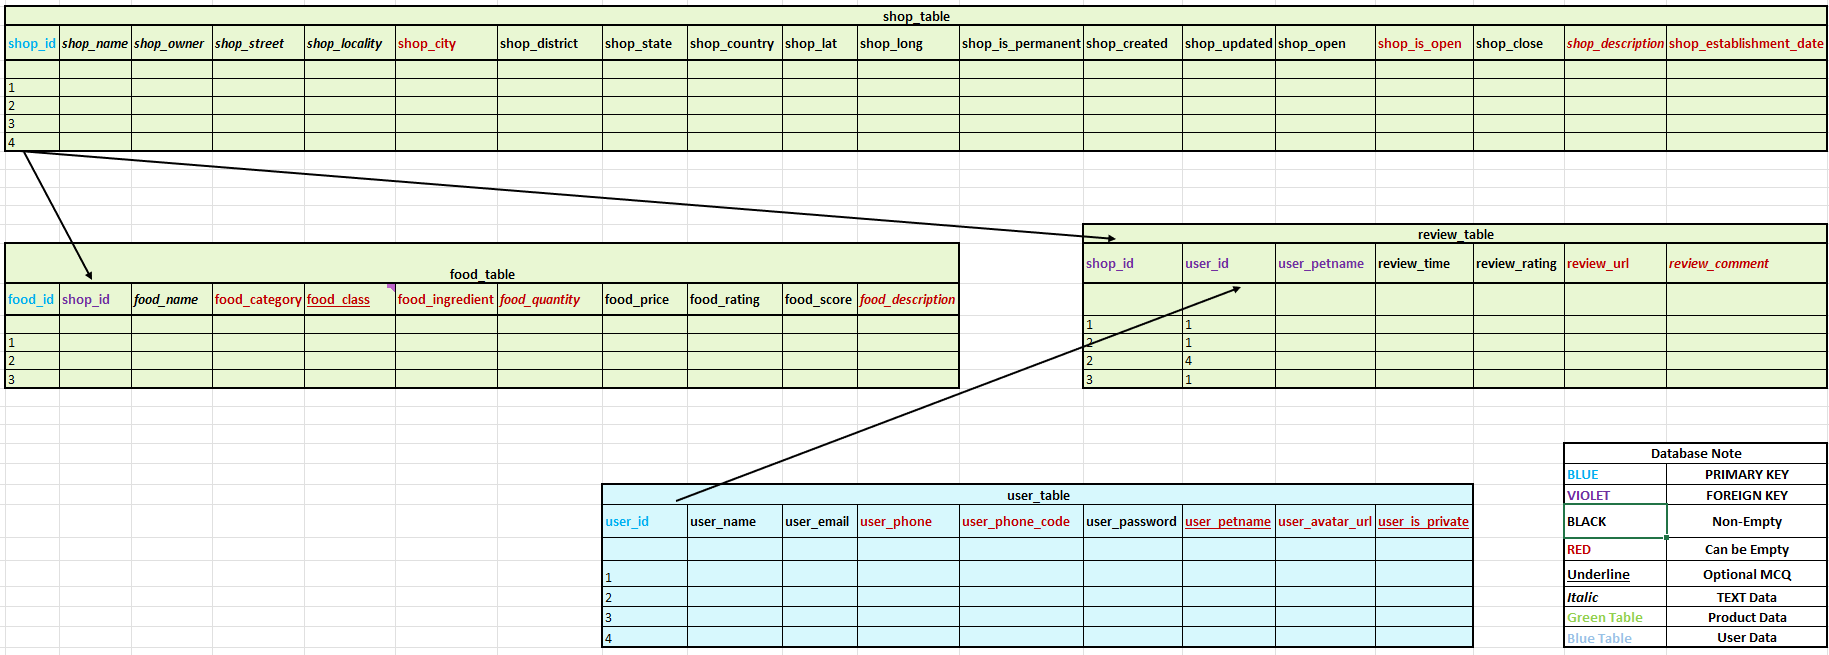 shop_table
shop_id shop_name shop_owner shop_street shop_locality shop_city shop_district shop_state shop_country shop_lat shop_long shop_is_permanent shop_created shop_updated shop_open shop_is_open shop_close shop_description shop_establishment_date
1
2
3
4
food_table
food_id shop_id food_name food_category food_class food_ingredient food_quantity food_price food_rating food_score food_description
1
2
3
review_table
shop_id user_id user_petname review_time review_rating review_url review_comment
1 1
2 1
2 4
3 1
user_table
user_id user_name user_email user_phone user_phone_code user_password user_petname user_avatar_url user_is_private
1
2
3
4
Database Note
BLUE PRIMARY KEY
VIOLET FOREIGN KEY
BLACK Non-Empty
RED Can be Empty
Underline Optional MCQ
Italic TEXT Data
Green Table Product Data
Blue Table User Data